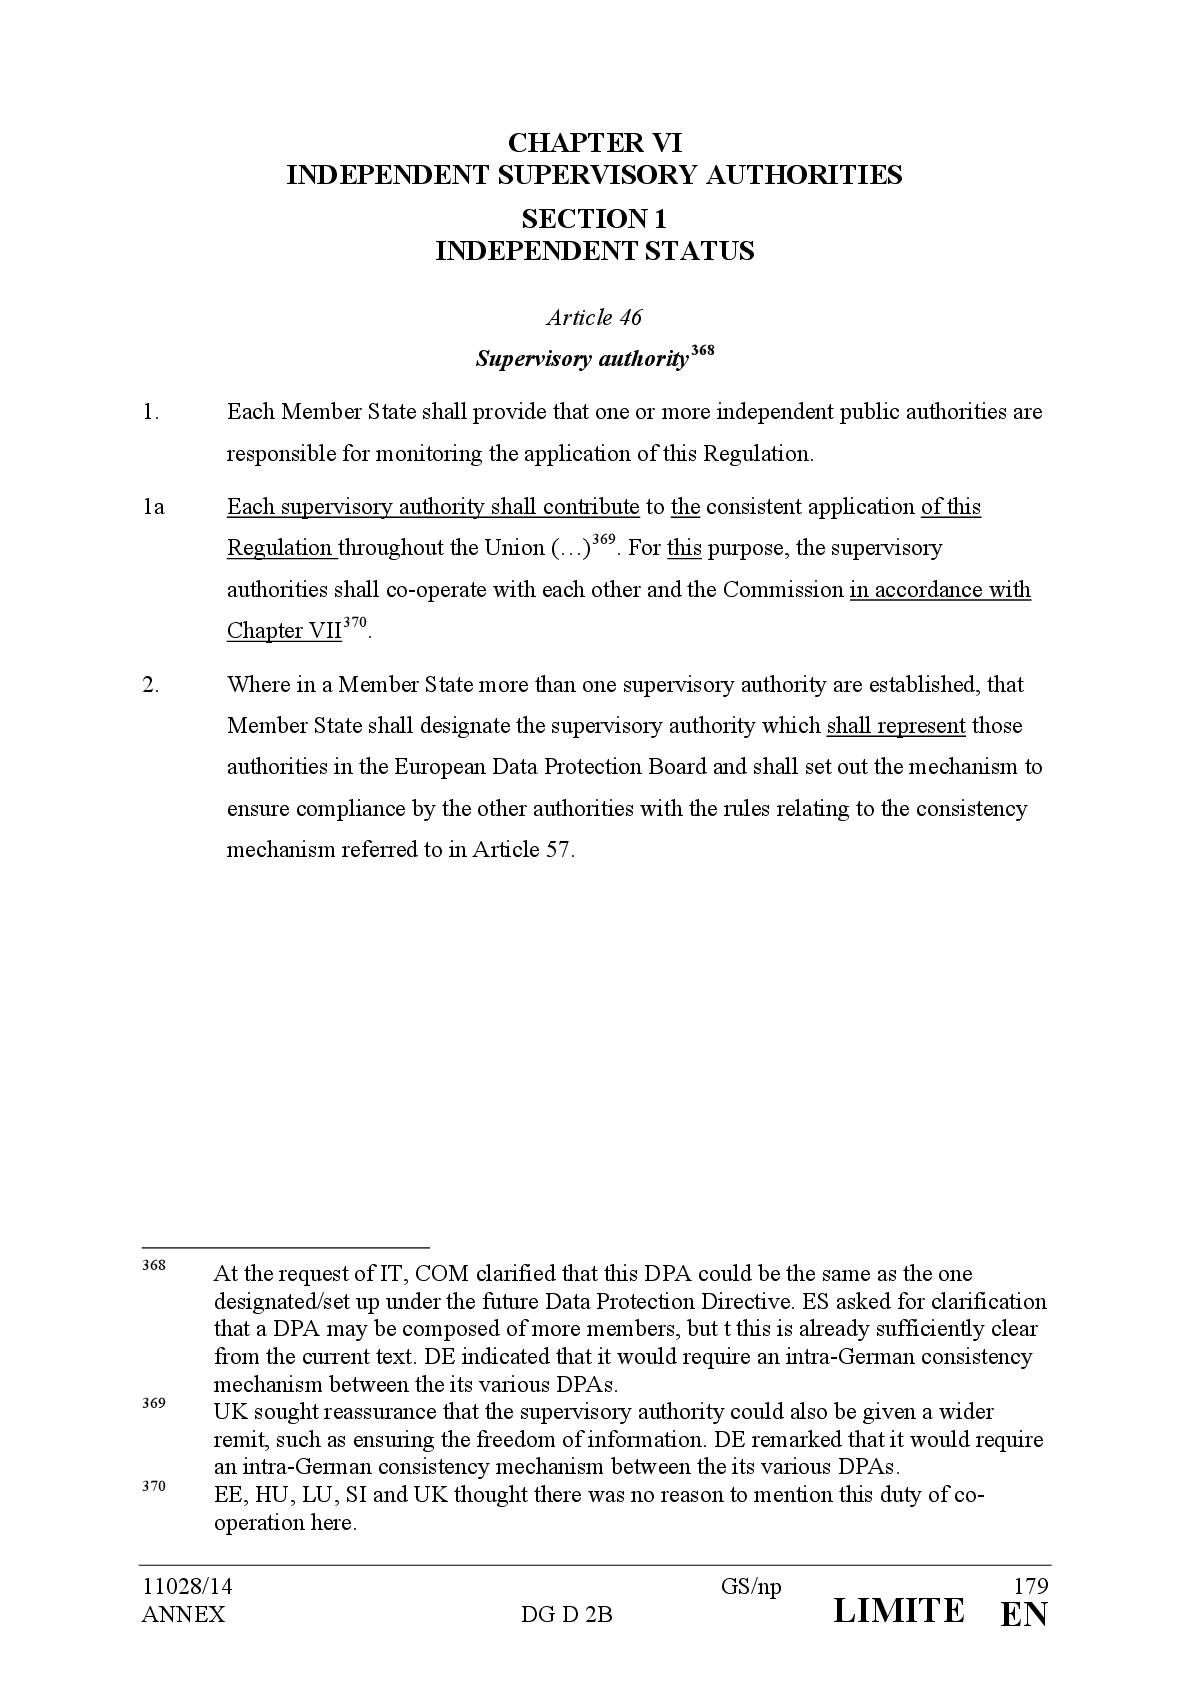 CHAPTER VI
INDEPENDENT SUPERVISORY AUTHORITIES
SECTION 1
INDEPENDENT STATUS
Article 46
Supervisory authority368
1. Each Member State shall provide that one or more independent public authorities are
responsible for monitoring the application of this Regulation.
1a Each supervisory authority shall contribute to the consistent application of this
Regulation throughout the Union (…)369. For this purpose, the supervisory
authorities shall co-operate with each other and the Commission in accordance with
Chapter VII370.
2. Where in a Member State more than one supervisory authority are established, that
Member State shall designate the supervisory authority which shall represent those
authorities in the European Data Protection Board and shall set out the mechanism to
ensure compliance by the other authorities with the rules relating to the consistency
mechanism referred to in Article 57.
368 At the request of IT, COM clarified that this DPA could be the same as the one
designated/set up under the future Data Protection Directive. ES asked for clarification
that a DPA may be composed of more members, but t this is already sufficiently clear
from the current text. DE indicated that it would require an intra-German consistency
mechanism between the its various DPAs.
369 UK sought reassurance that the supervisory authority could also be given a wider
remit, such as ensuring the freedom of information. DE remarked that it would require
an intra-German consistency mechanism between the its various DPAs.
370 EE, HU, LU, SI and UK thought there was no reason to mention this duty of co-
operation here.
11028/14 GS/np 179
ANNEX DG D 2B LIMITE EN